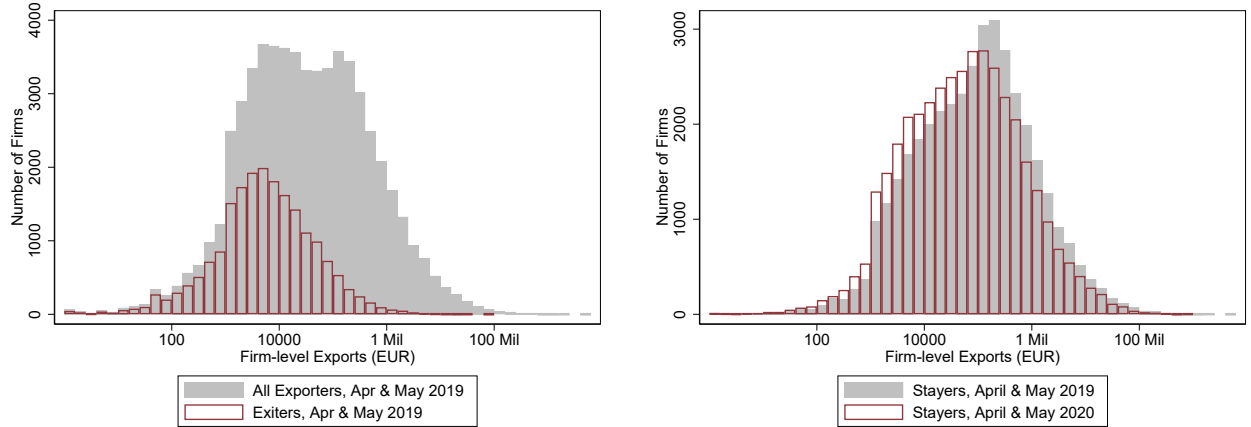 Number of Firms
4000
3000
2000
1000
0
100
10000
1 Mil
100 Mil
Firm-level Exports (EUR)
All Exporters, Apr & May 2019
Exiters, Apr & May 2019
Number of Firms
3000
2000
1000
0
100
10000
1 Mil
100 Mil
Firm-level Exports (EUR)
Stayers, April & May 2019
Stayers, April & May 2020